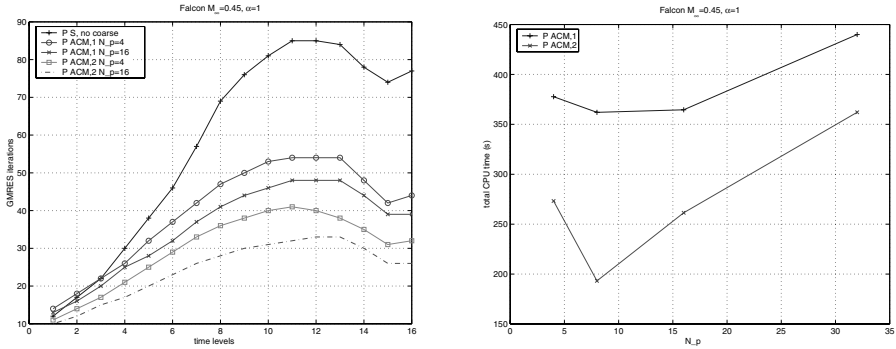 Falcon M_∞=0.45, α=1
90
80
70
60
50
40
30
20
10
GMRES iterations
P S, no coarse
P ACM,1 N_p=4
P ACM,1 N_p=16
P ACM,2 N_p=4
P ACM,2 N_p=16
0 2 4 6 8 10 12 14 16
time levels
Falcon M_∞=0.45, α=1
450
400
350
300
250
200
150
total CPU time (s)
P ACM,1
P ACM,2
0 5 10 15 20 25 30 35
N_p